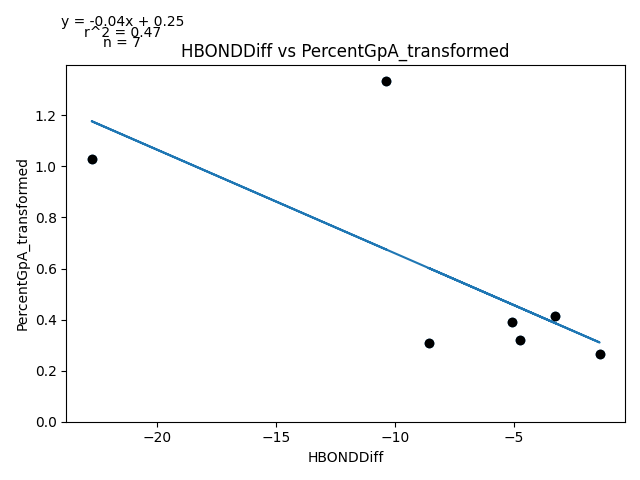 y = -0.04x + 0.25
r^2 = 0.47
n = 7
HBONDDiff vs PercentGpA_transformed
PercentGpA_transformed
1.2
1.0
0.8
0.6
0.4
0.2
0.0
−20
−15
−10
−5
HBONDDiff